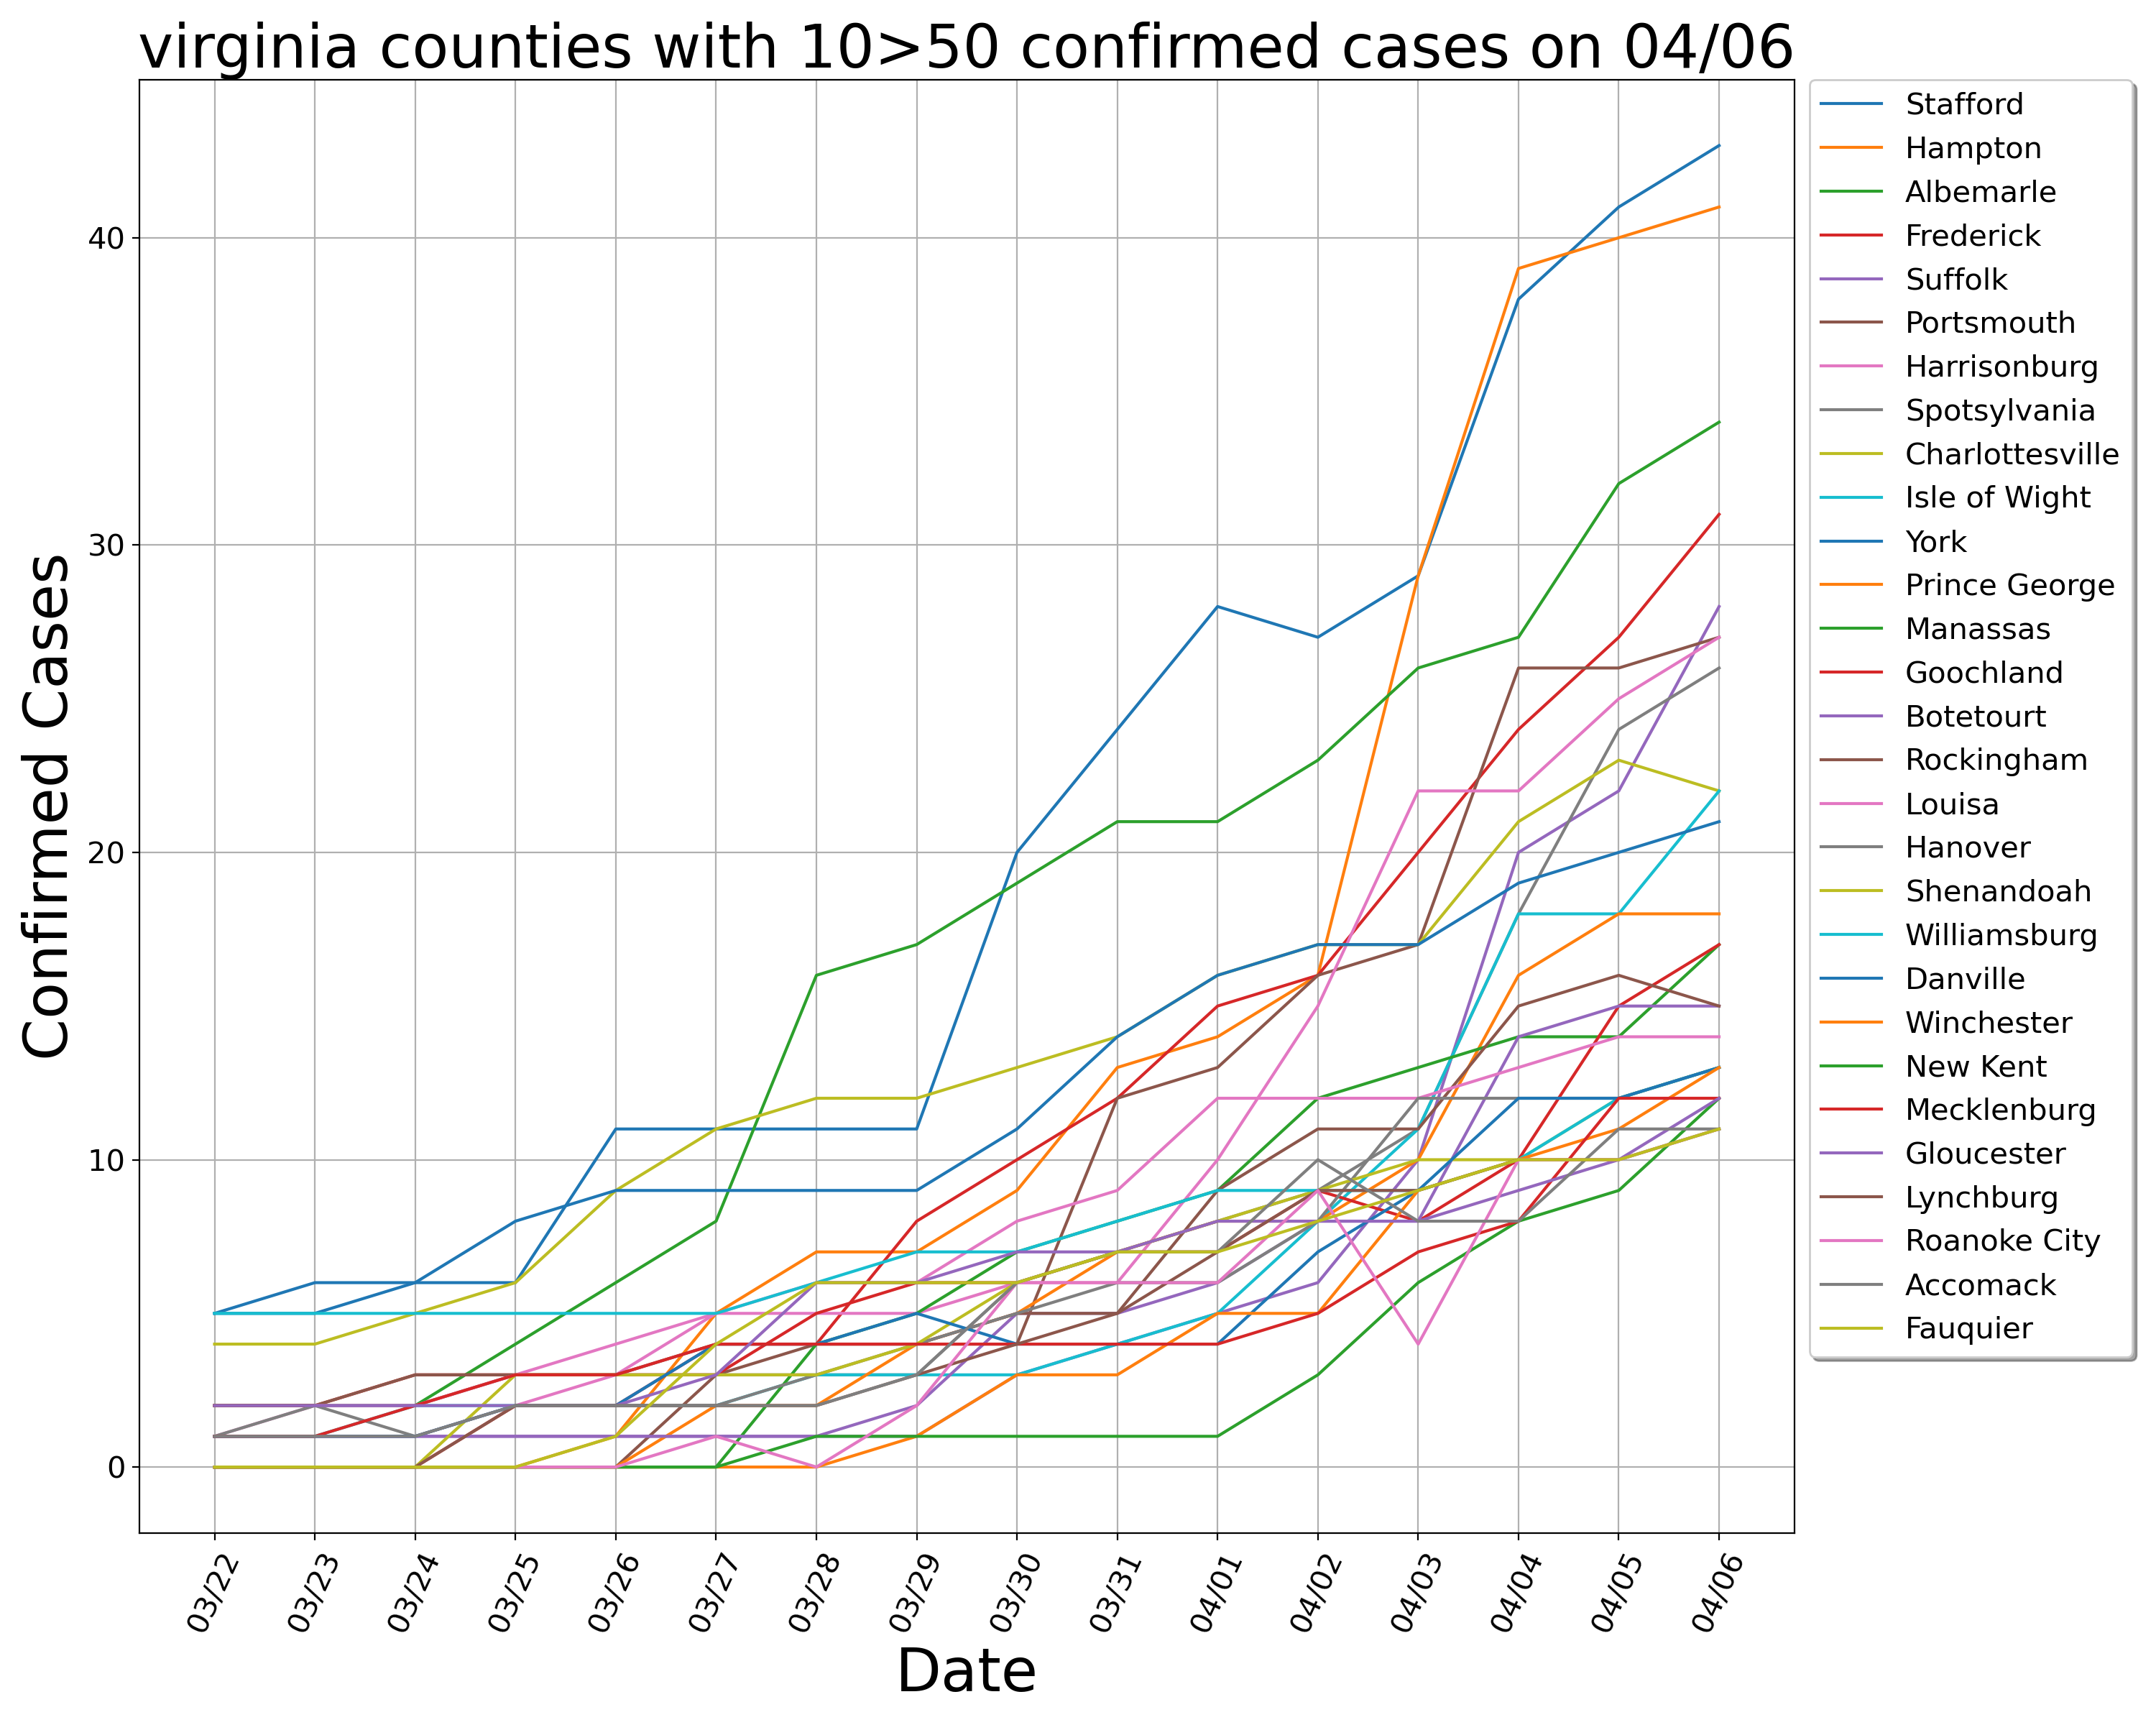 virginia counties with 10>50 confirmed cases on 04/06
Confirmed Cases
40
30
20
10
0
03/22
03/23
03/24
03/25
03/26
03/27
03/28
03/29
03/30
03/31
04/01
04/02
04/03
04/04
04/05
04/06
Date
Stafford
Hampton
Albemarle
Frederick
Suffolk
Portsmouth
Harrisonburg
Spotsylvania
Charlottesville
Isle of Wight
York
Prince George
Manassas
Goochland
Botetourt
Rockingham
Louisa
Hanover
Shenandoah
Williamsburg
Danville
Winchester
New Kent
Mecklenburg
Gloucester
Lynchburg
Roanoke City
Accomack
Fauquier